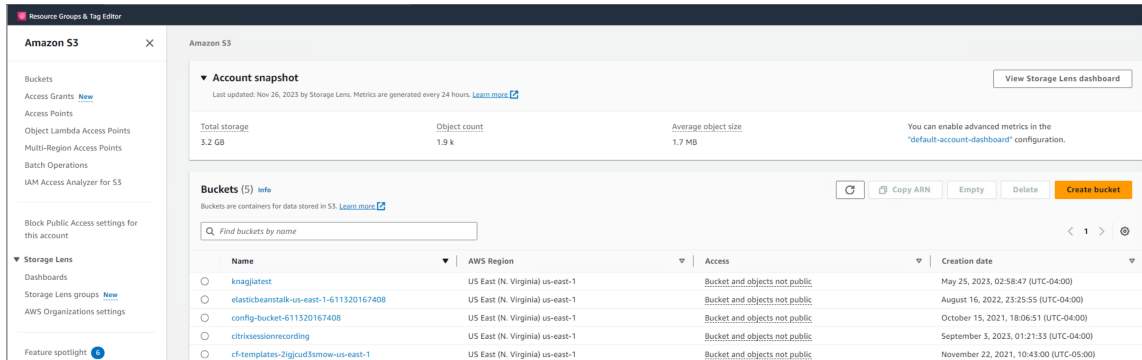 Resource Groups & Tag Editor
Amazon S3
Buckets
Access Grants New
Access Points
Object Lambda Access Points
Multi-Region Access Points
Batch Operations
IAM Access Analyzer for S3
Block Public Access settings for
this account
Storage Lens
Dashboards
Storage Lens groups New
AWS Organizations settings
Feature spotlight 6
Amazon S3
Account snapshot
Last updated: Nov 26, 2023 by Storage Lens. Metrics are generated every 24 hours. Learn more
View Storage Lens dashboard
Total storage
3.2 GB
Object count
1.9 k
Average object size
1.7 MB
You can enable advanced metrics in the
"default-account-dashboard" configuration.
Buckets (5) Info
Buckets are containers for data stored in S3. Learn more
Copy ARN Empty Delete Create bucket
Find buckets by name
1
Name AWS Region Access Creation date
knagjiatest US East (N. Virginia) us-east-1 Bucket and objects not public May 25, 2023, 02:58:47 (UTC-04:00)
elasticbeanstalk-us-east-1-611320167408 US East (N. Virginia) us-east-1 Bucket and objects not public August 16, 2022, 23:25:55 (UTC-04:00)
config-bucket-611320167408 US East (N. Virginia) us-east-1 Bucket and objects not public October 15, 2021, 18:06:51 (UTC-04:00)
citrixsessionrecording US East (N. Virginia) us-east-1 Bucket and objects not public September 3, 2023, 01:21:33 (UTC-04:00)
cf-templates-2igjcud3smow-us-east-1 US East (N. Virginia) us-east-1 Bucket and objects not public November 22, 2021, 10:43:00 (UTC-05:00)